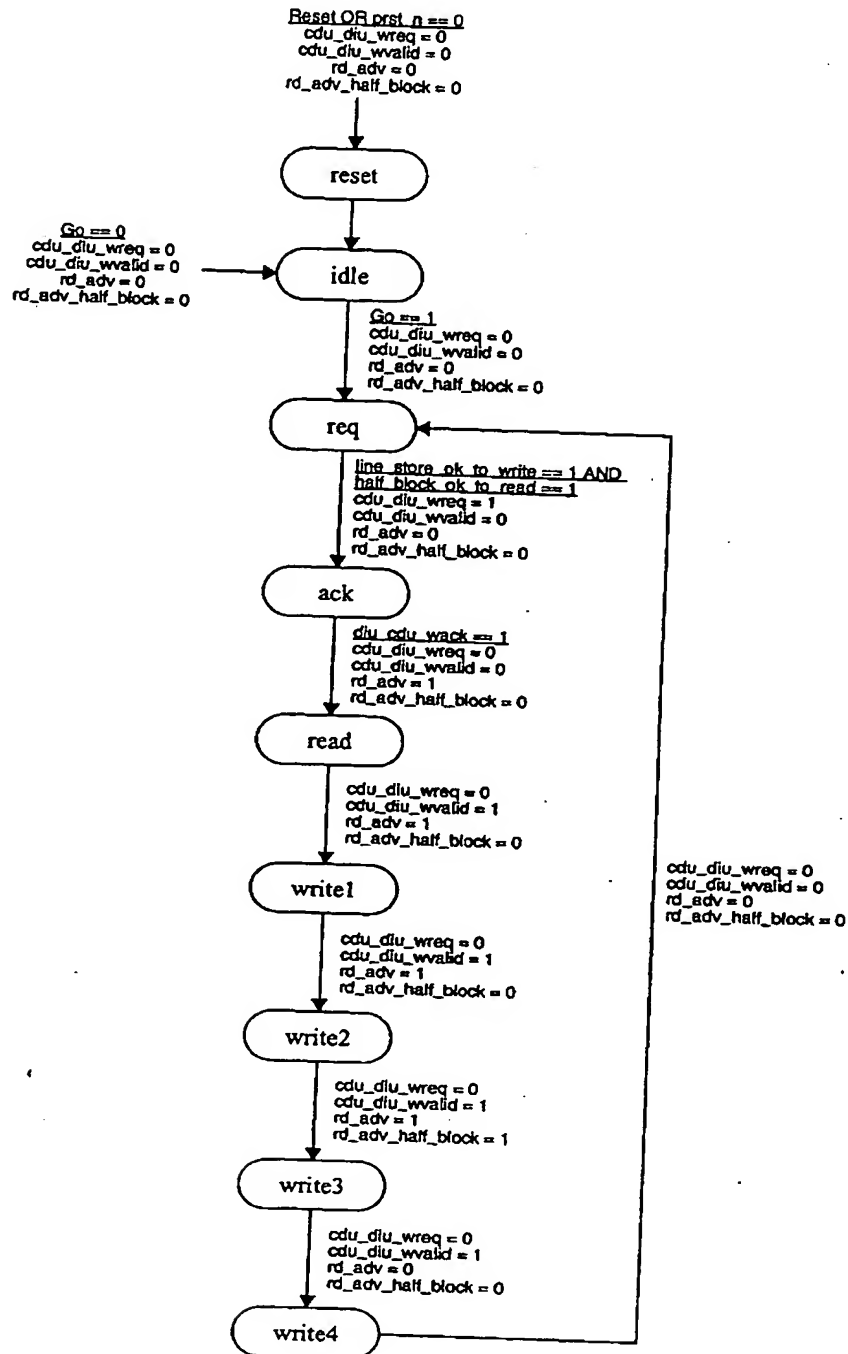 Reset OR prst_n == 0
cdu_diu_wreq = 0
cdu_diu_wvalid = 0
rd_adv = 0
rd_adv_half_block = 0
reset
Go == 0
cdu_diu_wreq = 0
cdu_diu_wvalid = 0
rd_adv = 0
rd_adv_half_block = 0
idle
Go == 1
cdu_diu_wreq = 0
cdu_diu_wvalid = 0
rd_adv = 0
rd_adv_half_block = 0
req
line_store_ok_to_write == 1 AND
half_block_ok_to_read == 1
cdu_diu_wreq = 1
cdu_diu_wvalid = 0
rd_adv = 0
rd_adv_half_block = 0
ack
diu_cdu_wack == 1
cdu_diu_wreq = 0
cdu_diu_wvalid = 0
rd_adv = 1
rd_adv_half_block = 0
read
cdu_diu_wreq = 0
cdu_diu_wvalid = 1
rd_adv = 1
rd_adv_half_block = 0
write1
cdu_diu_wreq = 0
cdu_diu_wvalid = 0
rd_adv = 0
rd_adv_half_block = 0
cdu_diu_wreq = 0
cdu_diu_wvalid = 1
rd_adv = 1
rd_adv_half_block = 0
write2
cdu_diu_wreq = 0
cdu_diu_wvalid = 1
rd_adv = 1
rd_adv_half_block = 1
write3
cdu_diu_wreq = 0
cdu_diu_wvalid = 1
rd_adv = 0
rd_adv_half_block = 0
write4